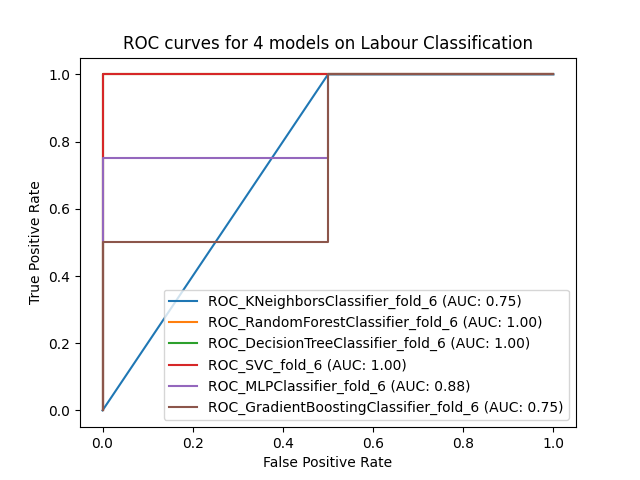 ROC curves for 4 models on Labour Classification
True Positive Rate
1.0
0.8
0.6
0.4
0.2
0.0
ROC_KNeighborsClassifier_fold_6 (AUC: 0.75)
ROC_RandomForestClassifier_fold_6 (AUC: 1.00)
ROC_DecisionTreeClassifier_fold_6 (AUC: 1.00)
ROC_SVC_fold_6 (AUC: 1.00)
ROC_MLPClassifier_fold_6 (AUC: 0.88)
ROC_GradientBoostingClassifier_fold_6 (AUC: 0.75)
0.0 0.2 0.4 0.6 0.8 1.0
False Positive Rate